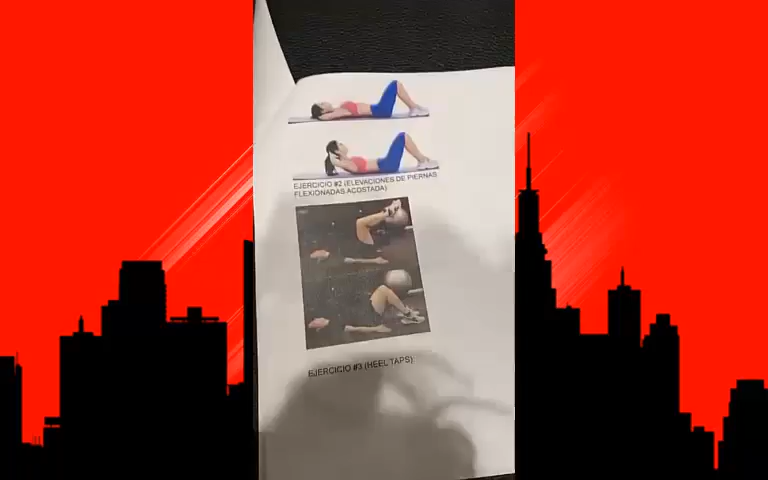 EJERCICIO #2 (ELEVACIONES DE PIERNAS
FLEXIONADAS ACOSTADA)
EJERCICIO #3 (HEEL TAPS)